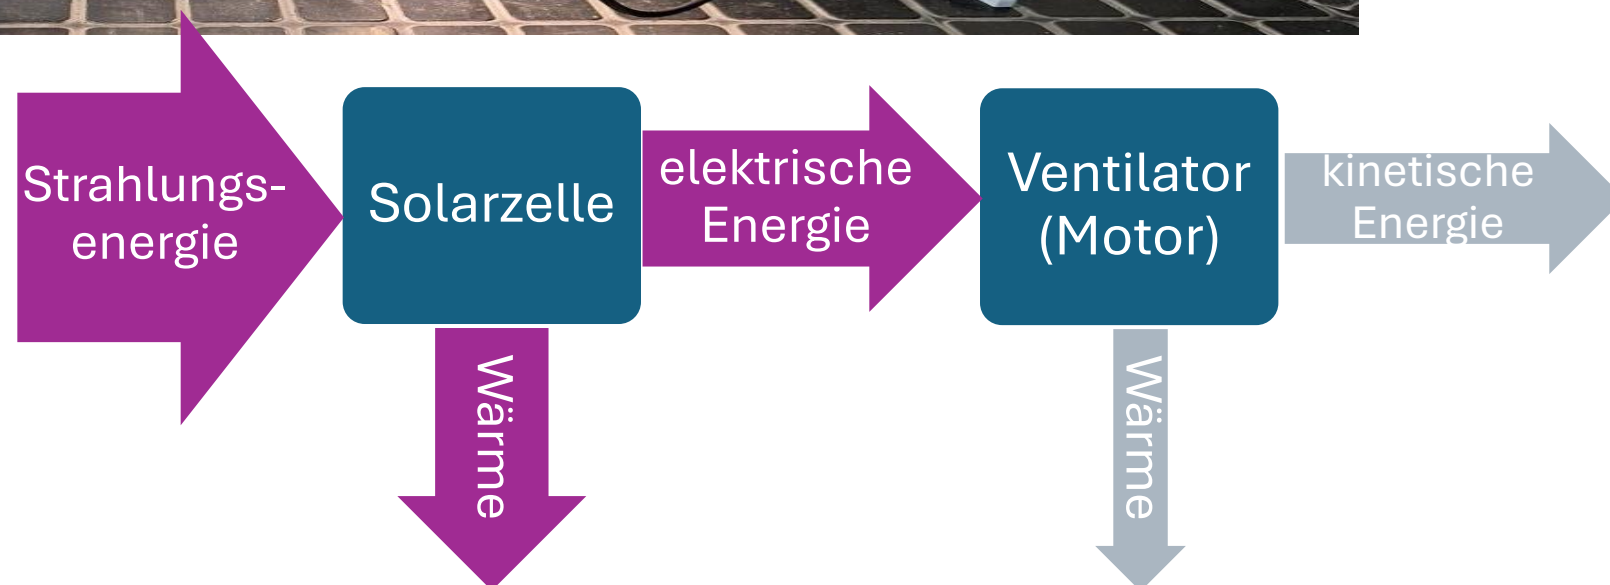 Strahlungs-
energie
Solarzelle
elektrische
Energie
Ventilator
(Motor)
kinetische
Energie
Wärme
Wärme